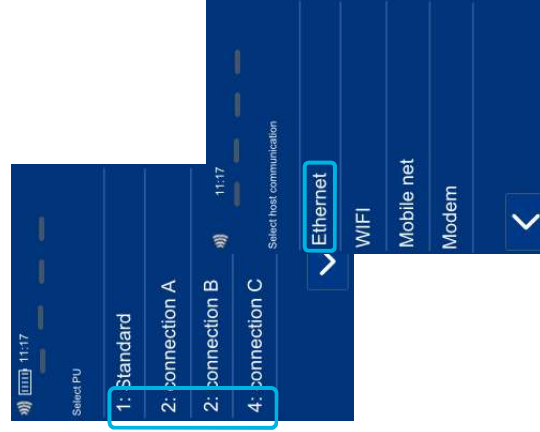 11:17
Select PU
1: Standard
2: connection A
2: connection B
4: connection C
11:17
Select host communication
Ethernet
WIFI
Mobile net
Modem